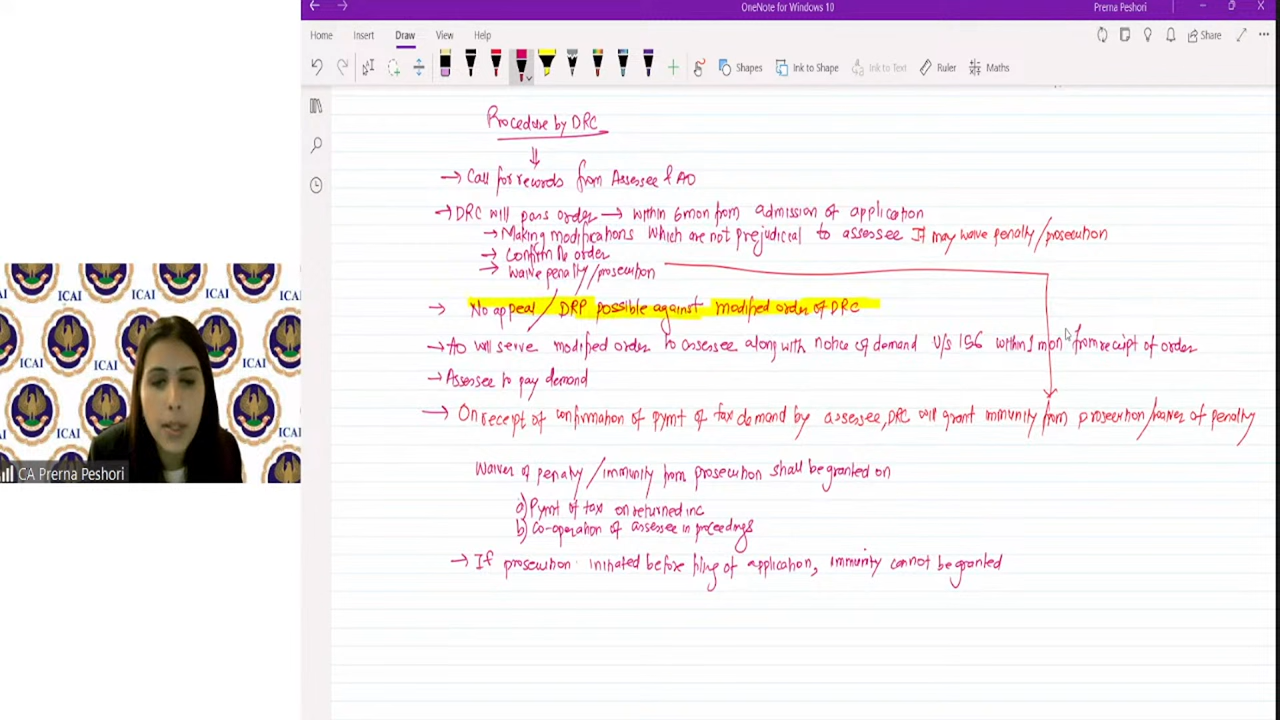 OneNote for Windows 10
Prerna Peshori
Home Insert Draw View Help
Share
Shapes
Ink to Shape
Ink to Text
Ruler
Maths
Procedure by DRC
→ Call for records from Assessee & AO
→ DRC will pass order → within 6mon from admission of application
→ Making modifications which are not prejudicial to assessee It may waive penalty/prosecution
→ Confirm the order
→ waive penalty/prosecution
→ No appeal / DRP possible against modified order of DRC
→ AO will serve modified order to assessee along with notice of demand U/s 156 within 1 mon from receipt of order
→ Assessee to pay demand
→ On receipt of confirmation of pymt of tax demand by assessee, DRC will grant immunity from prosecution/waiver of penalty
Waiver of penalty/immunity from prosecution shall be granted on
a) Pymt of tax on returned inc
b) Co-operation of assessee in proceedings
→ If prosecution initiated before filing of application, immunity cannot be granted
ICAI ICAI
ICAI
ICAI
CA Prerna Peshori